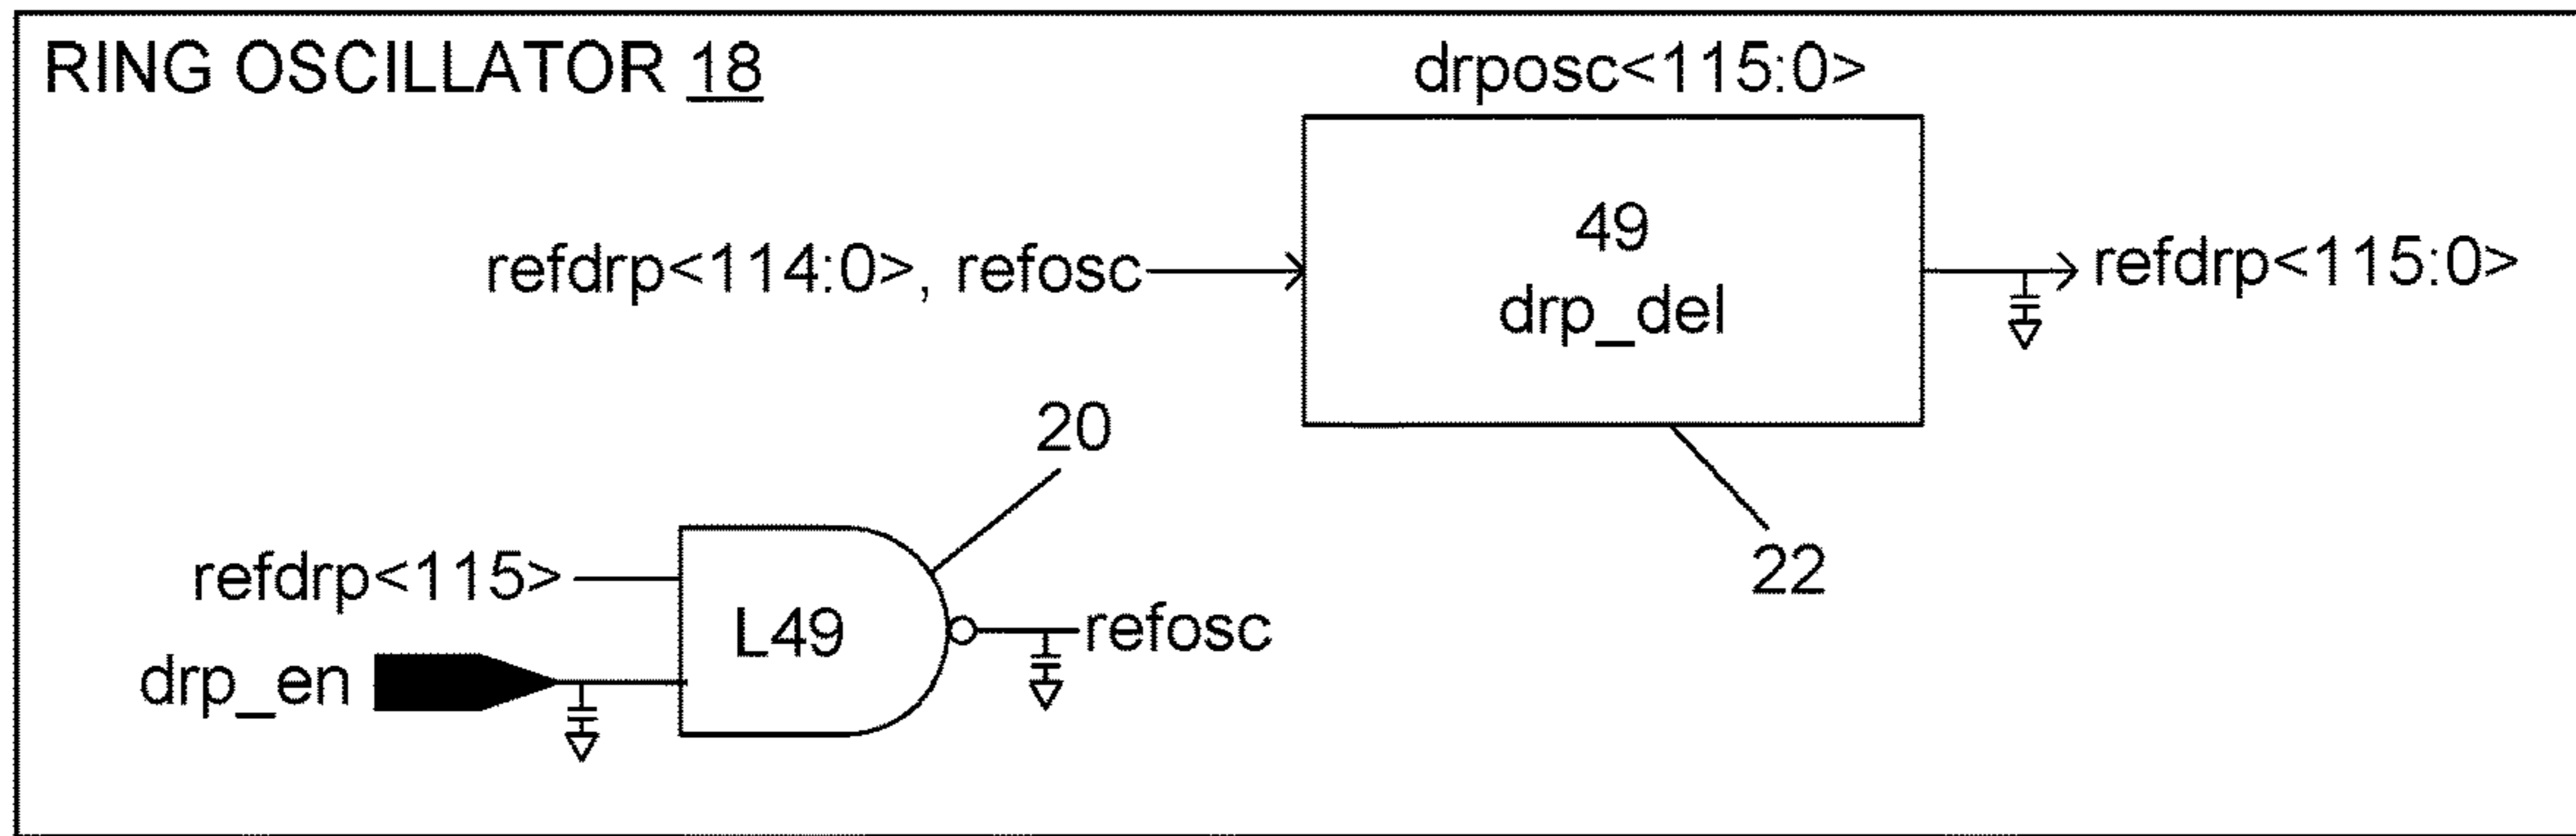 RING OSCILLATOR 18
drposc<115:0>
refdrp<114:0>, refosc
49
drp_del
refdrp<115:0>
20
22
refdrp<115>
L49
refosc
drp_en